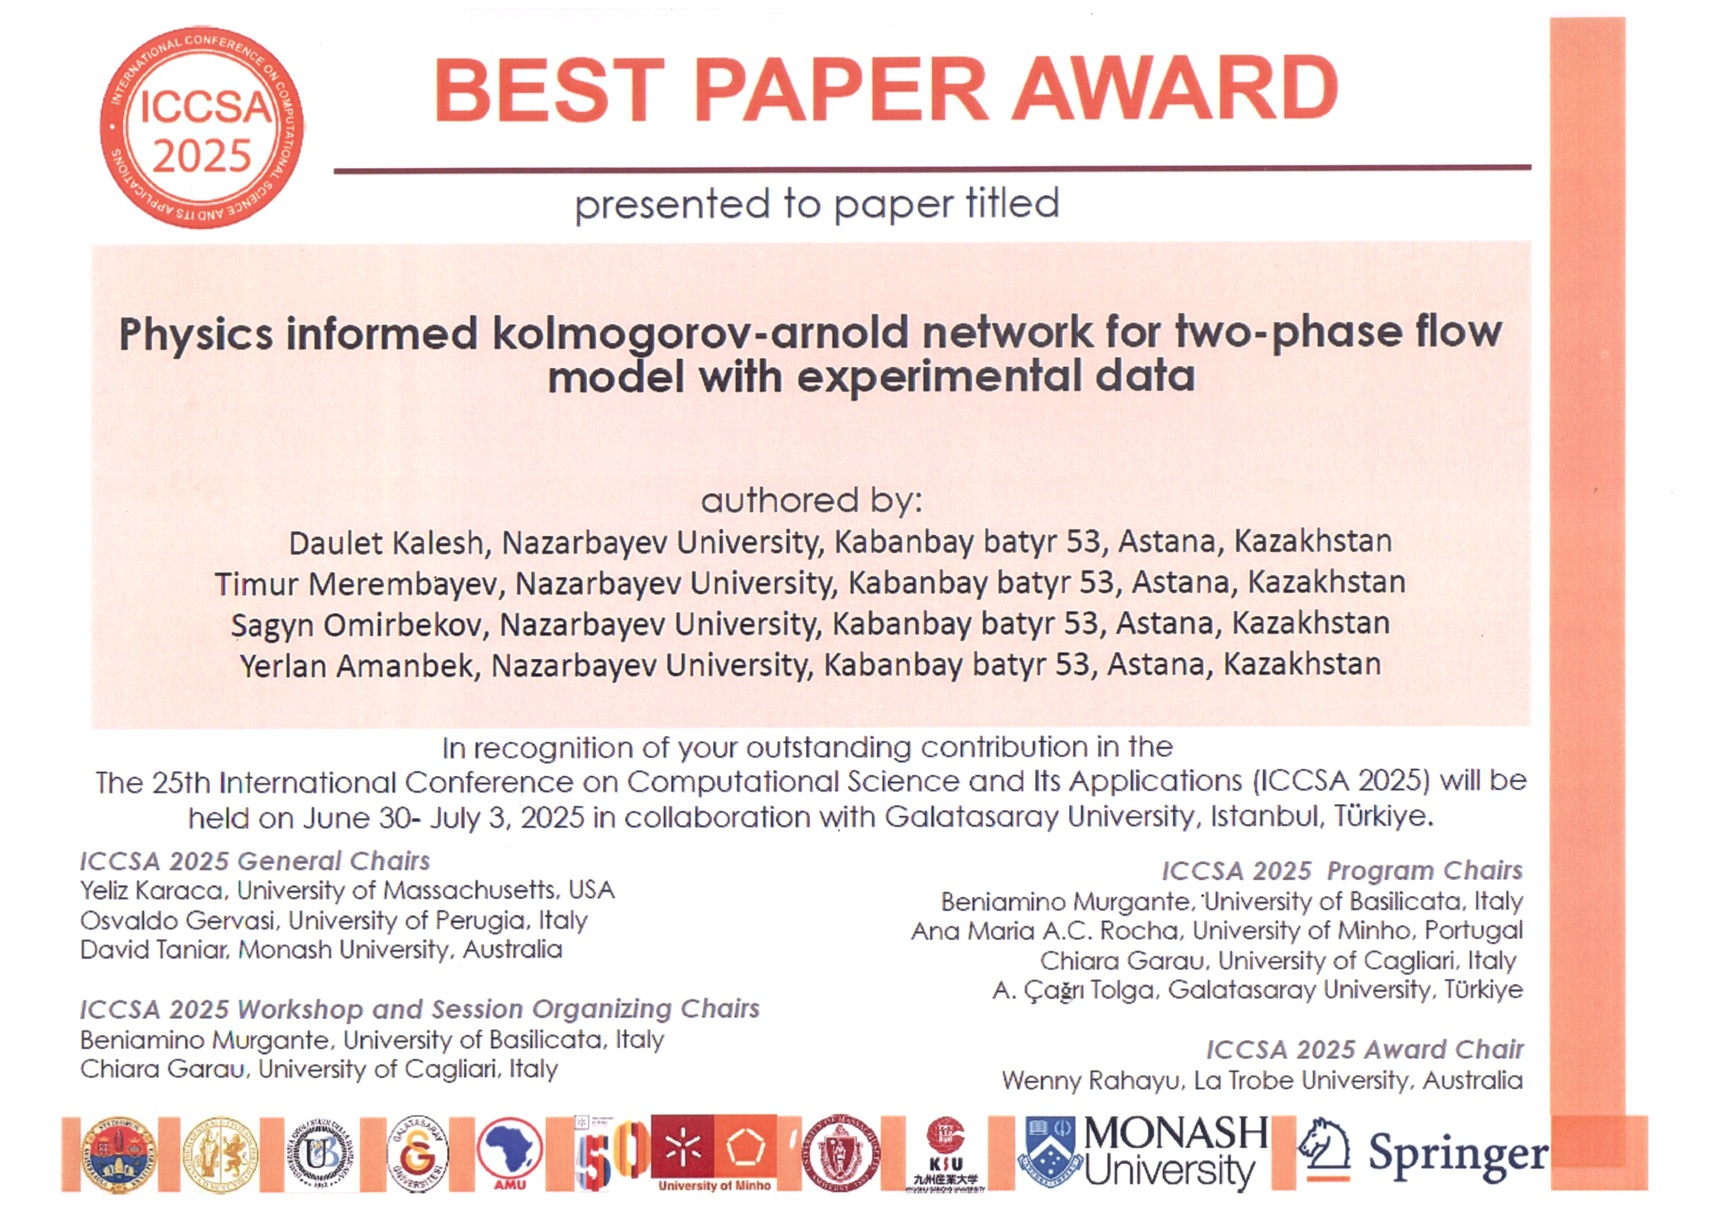 INTERNATIONAL CONFERENCE ON COMPUTATIONAL SCIENCE AND ITS APPLICATIONS
ICCSA
2025
BEST PAPER AWARD
presented to paper titled
Physics informed kolmogorov-arnold network for two-phase flow
model with experimental data
authored by:
Daulet Kalesh, Nazarbayev University, Kabanbay batyr 53, Astana, Kazakhstan
Timur Merembayev, Nazarbayev University, Kabanbay batyr 53, Astana, Kazakhstan
Sagyn Omirbekov, Nazarbayev University, Kabanbay batyr 53, Astana, Kazakhstan
Yerlan Amanbek, Nazarbayev University, Kabanbay batyr 53, Astana, Kazakhstan
In recognition of your outstanding contribution in the
The 25th International Conference on Computational Science and Its Applications (ICCSA 2025) will be
held on June 30- July 3, 2025 in collaboration with Galatasaray University, Istanbul, Türkiye.
ICCSA 2025 General Chairs
Yeliz Karaca, University of Massachusetts, USA
Osvaldo Gervasi, University of Perugia, Italy
David Taniar, Monash University, Australia
ICCSA 2025 Workshop and Session Organizing Chairs
Beniamino Murgante, University of Basilicata, Italy
Chiara Garau, University of Cagliari, Italy
ICCSA 2025 Program Chairs
Beniamino Murgante, University of Basilicata, Italy
Ana Maria A.C. Rocha, University of Minho, Portugal
Chiara Garau, University of Cagliari, Italy
A. Çağrı Tolga, Galatasaray University, Türkiye
ICCSA 2025 Award Chair
Wenny Rahayu, La Trobe University, Australia
GALATASARAY ÜNİVERSİTESİ
AMU
50
University of Minho
KSU
九州産業大学
MONASH
University
Springer